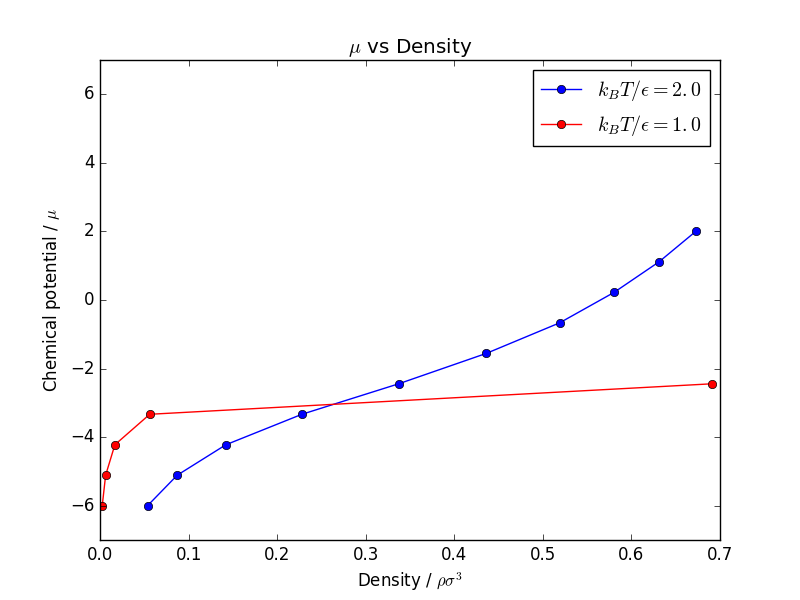 μ vs Density
k_BT/ϵ = 2.0
k_BT/ϵ = 1.0
6
4
2
0
−2
−4
−6
Chemical potential / μ
0.0 0.1 0.2 0.3 0.4 0.5 0.6 0.7
Density / ρσ³